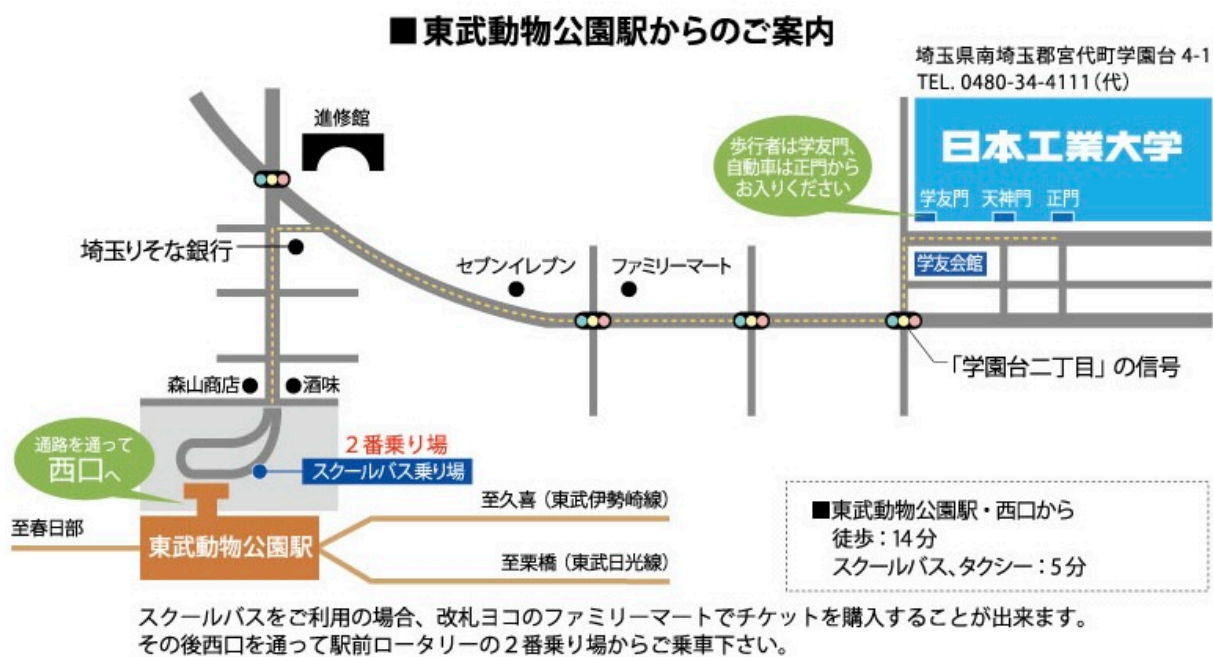 ■東武動物公園駅からのご案内
埼玉県南埼玉郡宮代町学園台 4-1
TEL. 0480-34-4111（代）
日本工業大学
学友門
天神門
正門
歩行者は学友門、
自動車は正門から
お入りください
進修館
埼玉りそな銀行
セブンイレブン
ファミリーマート
学友会館
「学園台二丁目」の信号
森山商店
酒味
通路を通って
西口へ
２番乗り場
スクールバス乗り場
至春日部
東武動物公園駅
至久喜（東武伊勢崎線）
至栗橋（東武日光線）
■東武動物公園駅・西口から
徒歩：14分
スクールバス、タクシー：5分
スクールバスをご利用の場合、改札ヨコのファミリーマートでチケットを購入することが出来ます。
その後西口を通って駅前ロータリーの２番乗り場からご乗車下さい。